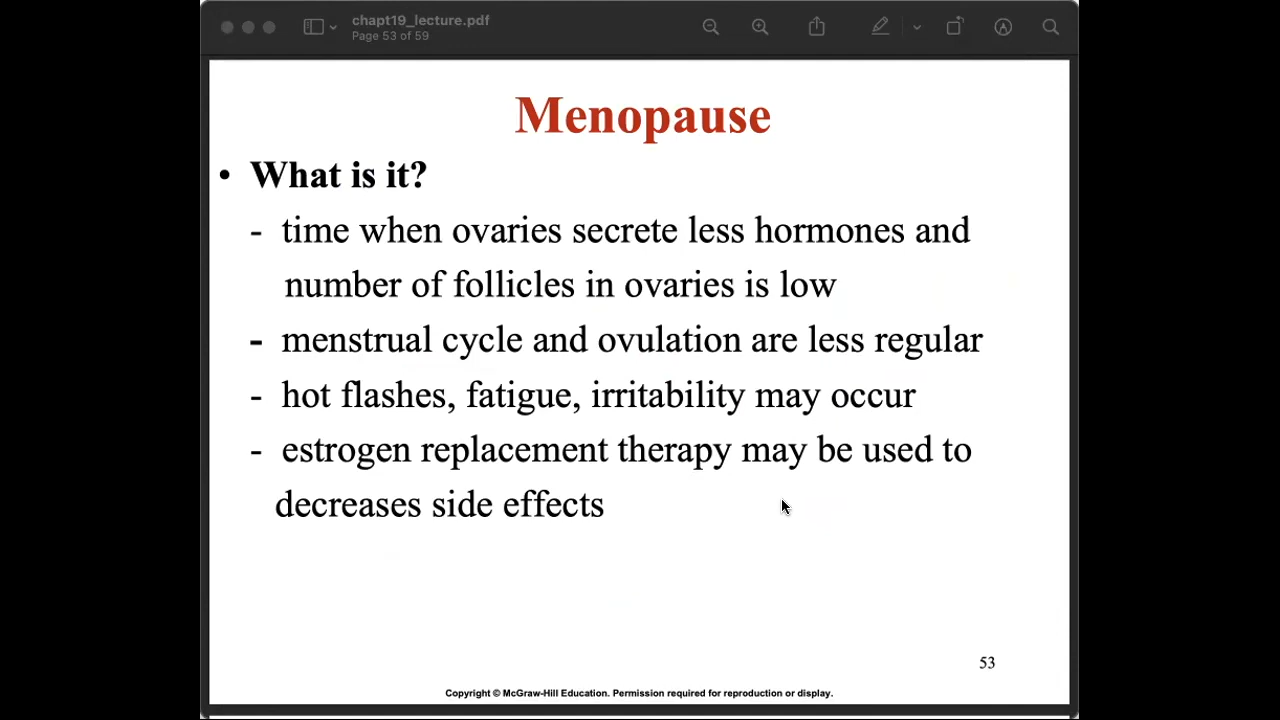 chapt19_lecture.pdf
Page 53 of 59
Menopause
• What is it?
- time when ovaries secrete less hormones and
number of follicles in ovaries is low
- menstrual cycle and ovulation are less regular
- hot flashes, fatigue, irritability may occur
- estrogen replacement therapy may be used to
decreases side effects
53
Copyright © McGraw-Hill Education. Permission required for reproduction or display.